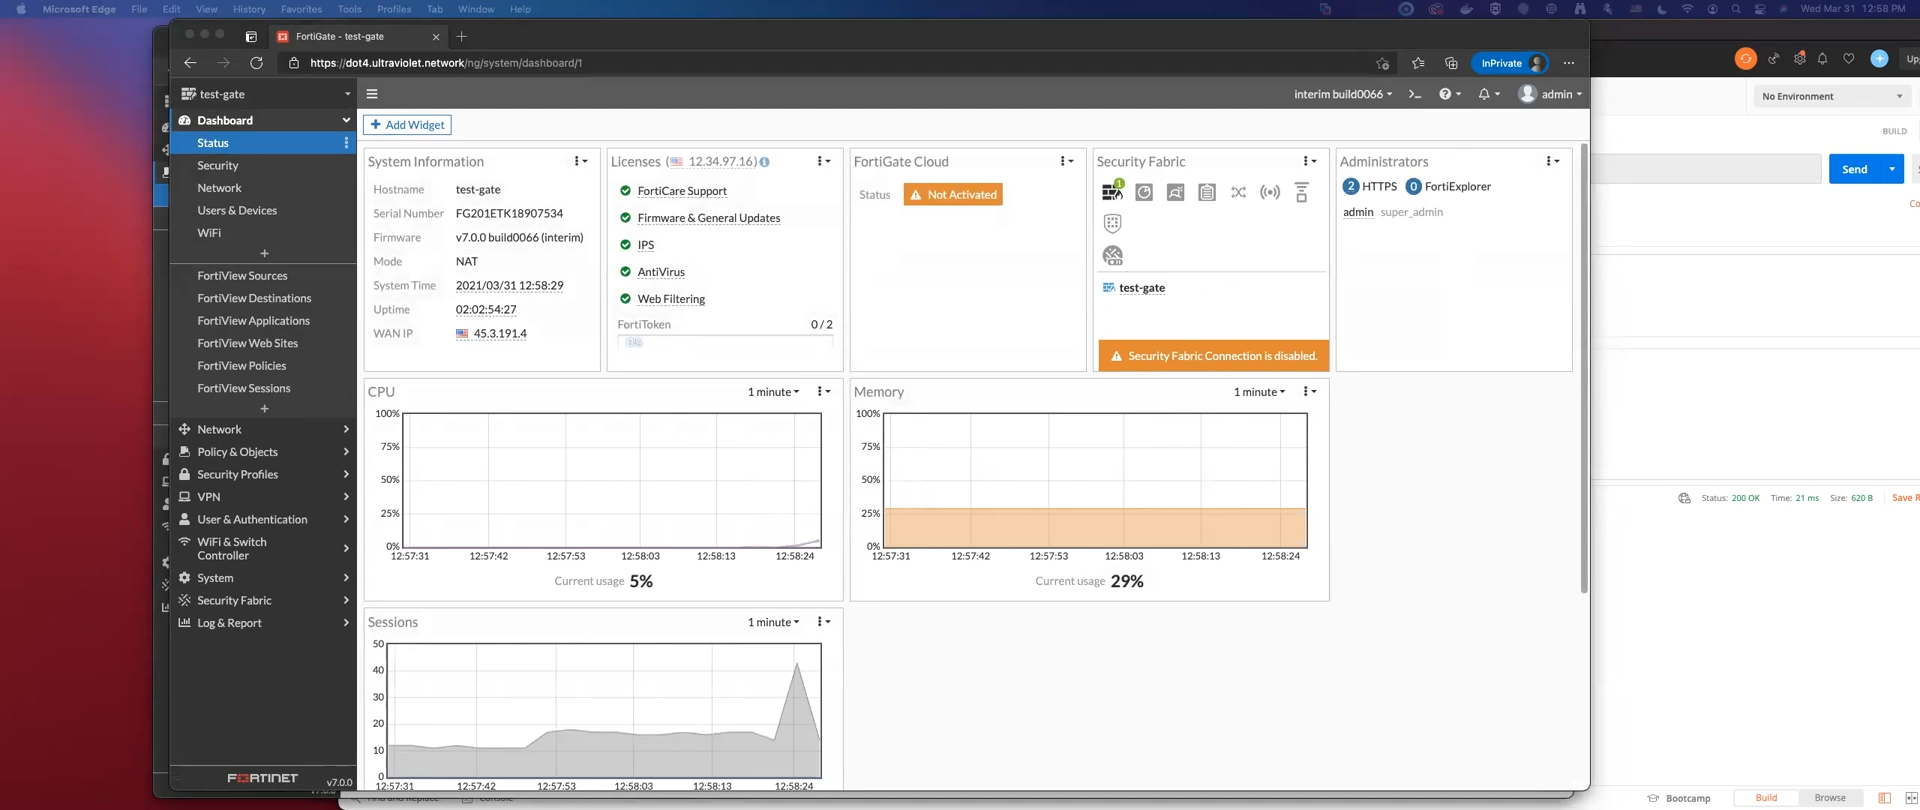 Microsoft Edge File Edit View History Favorites Tools Profiles Tab Window Help Wed Mar 31 12:58 PM
FortiGate - test-gate
https://dot4.ultraviolet.network/ng/system/dashboard/1
InPrivate
Up
test-gate
interim build0066
admin
No Environment
Dashboard
Status
Security
Network
Users & Devices
WiFi
FortiView Sources
FortiView Destinations
FortiView Applications
FortiView Web Sites
FortiView Policies
FortiView Sessions
Network
Policy & Objects
Security Profiles
VPN
User & Authentication
WiFi & Switch
Controller
System
Security Fabric
Log & Report
FORTINET
v7.0.0
Add Widget
System Information
Hostname test-gate
Serial Number FG201ETK18907534
Firmware v7.0.0 build0066 (interim)
Mode NAT
System Time 2021/03/31 12:58:29
Uptime 02:02:54:27
WAN IP 45.3.191.4
Licenses (12.34.97.16)
FortiCare Support
Firmware & General Updates
IPS
AntiVirus
Web Filtering
FortiToken 0 / 2
0%
FortiGate Cloud
Status Not Activated
Security Fabric
1
test-gate
Security Fabric Connection is disabled.
Administrators
2 HTTPS 0 FortiExplorer
admin super_admin
CPU
1 minute
100%
75%
50%
25%
0%
12:57:31 12:57:42 12:57:53 12:58:03 12:58:13 12:58:24
Current usage 5%
Memory
1 minute
100%
75%
50%
25%
0%
12:57:31 12:57:42 12:57:53 12:58:03 12:58:13 12:58:24
Current usage 29%
Sessions
1 minute
50
40
30
20
10
0
12:57:31 12:57:42 12:57:53 12:58:03 12:58:13 12:58:24
BUILD
Send
Co
Status: 200 OK Time: 21 ms Size: 620 B Save R
Find and Replace Console
Bootcamp Build Browse